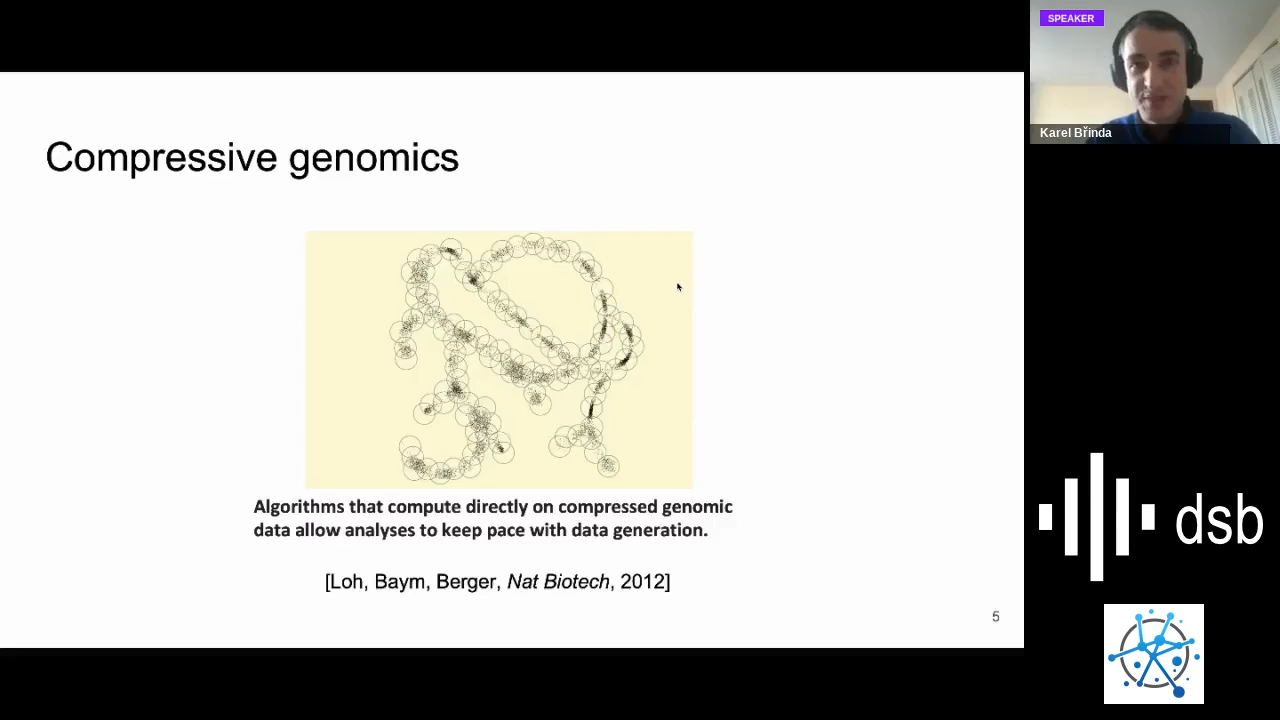 SPEAKER
Karel Břinda
Compressive genomics
Algorithms that compute directly on compressed genomic
data allow analyses to keep pace with data generation.
[Loh, Baym, Berger, Nat Biotech, 2012]
5
dsb